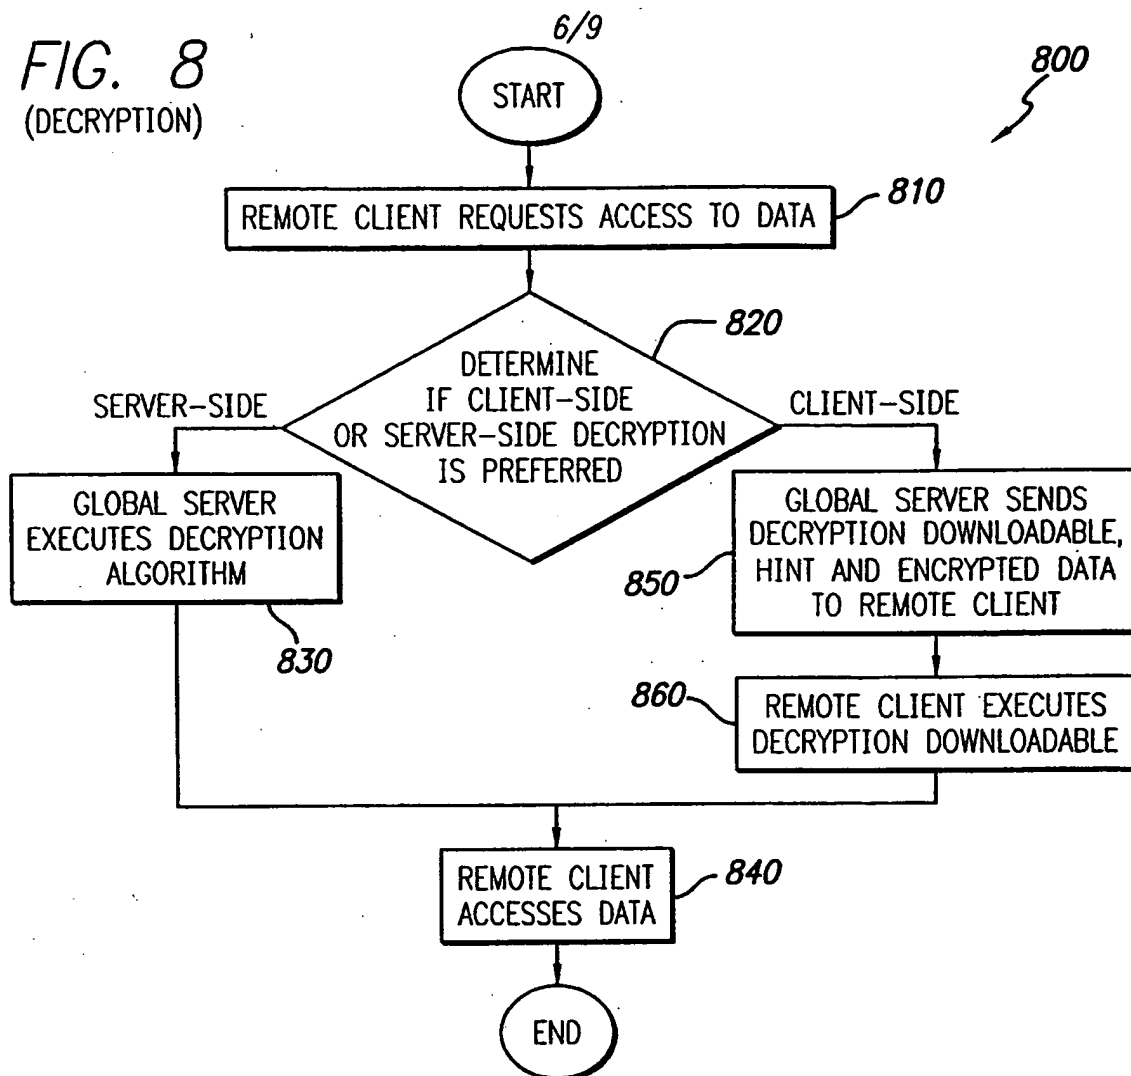 6/9
FIG. 8
(DECRYPTION)
START
800
REMOTE CLIENT REQUESTS ACCESS TO DATA
810
820
DETERMINE
IF CLIENT-SIDE
OR SERVER-SIDE DECRYPTION
IS PREFERRED
SERVER-SIDE
CLIENT-SIDE
GLOBAL SERVER
EXECUTES DECRYPTION
ALGORITHM
830
GLOBAL SERVER SENDS
DECRYPTION DOWNLOADABLE,
HINT AND ENCRYPTED DATA
TO REMOTE CLIENT
850
860
REMOTE CLIENT EXECUTES
DECRYPTION DOWNLOADABLE
REMOTE CLIENT
ACCESSES DATA
840
END